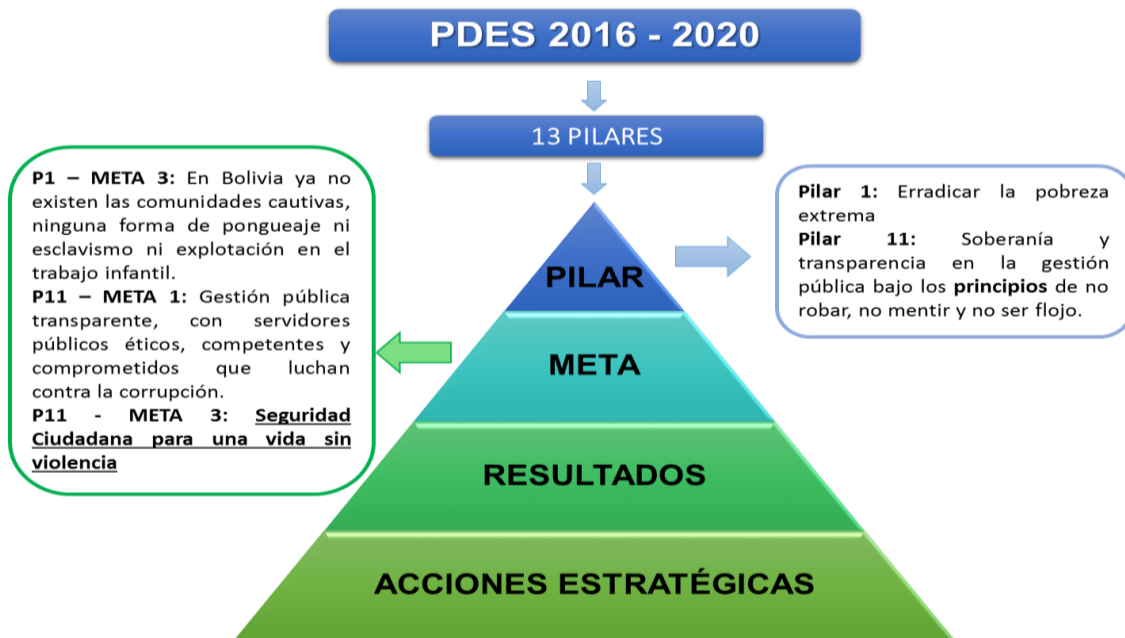 PDES 2016 - 2020
13 PILARES
P1 – META 3: En Bolivia ya no
existen las comunidades cautivas,
ninguna forma de pongueaje ni
esclavismo ni explotación en el
trabajo infantil.
P11 – META 1: Gestión pública
transparente, con servidores
públicos éticos, competentes y
comprometidos que luchan
contra la corrupción.
P11 - META 3: Seguridad
Ciudadana para una vida sin
violencia
Pilar 1: Erradicar la pobreza
extrema
Pilar 11: Soberanía y
transparencia en la gestión
pública bajo los principios de no
robar, no mentir y no ser flojo.
PILAR
META
RESULTADOS
ACCIONES ESTRATÉGICAS